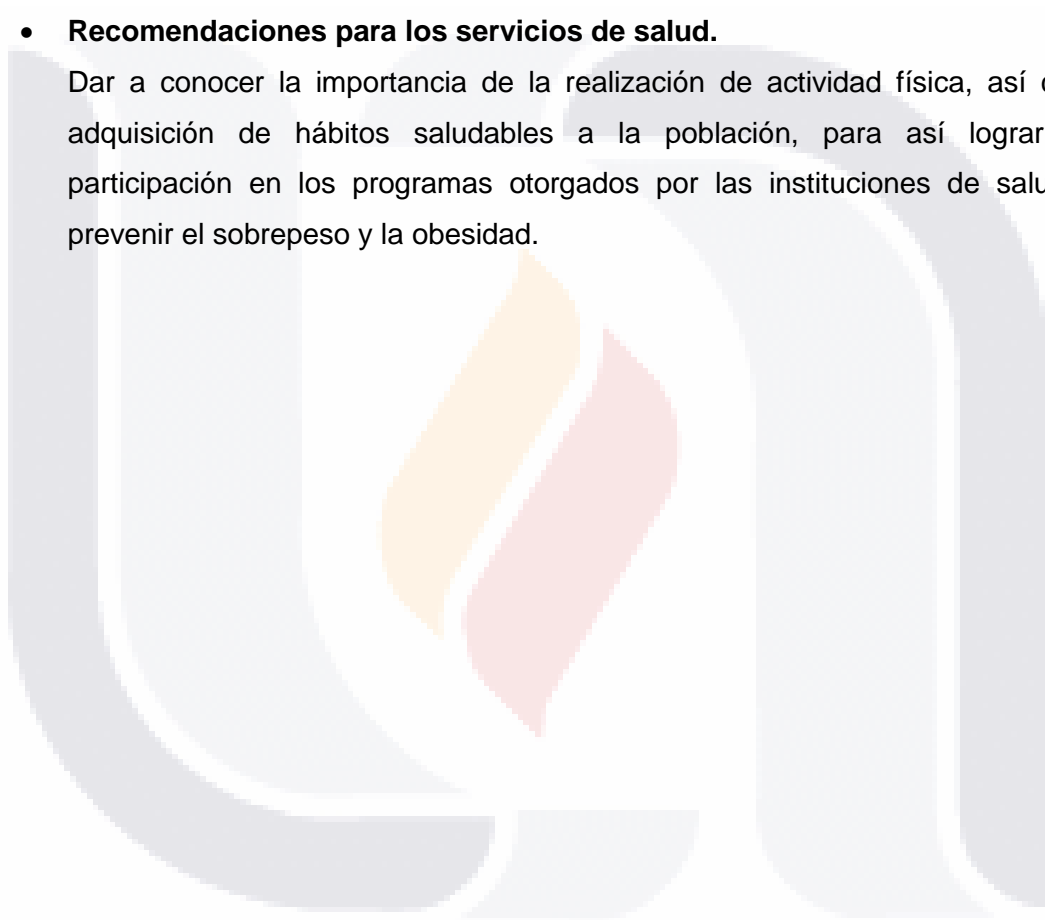 • Recomendaciones para los servicios de salud.
Dar a conocer la importancia de la realización de actividad física, así
adquisición de hábitos saludables a la población, para así lograr
participación en los programas otorgados por las instituciones de
prevenir el sobrepeso y la obesidad.